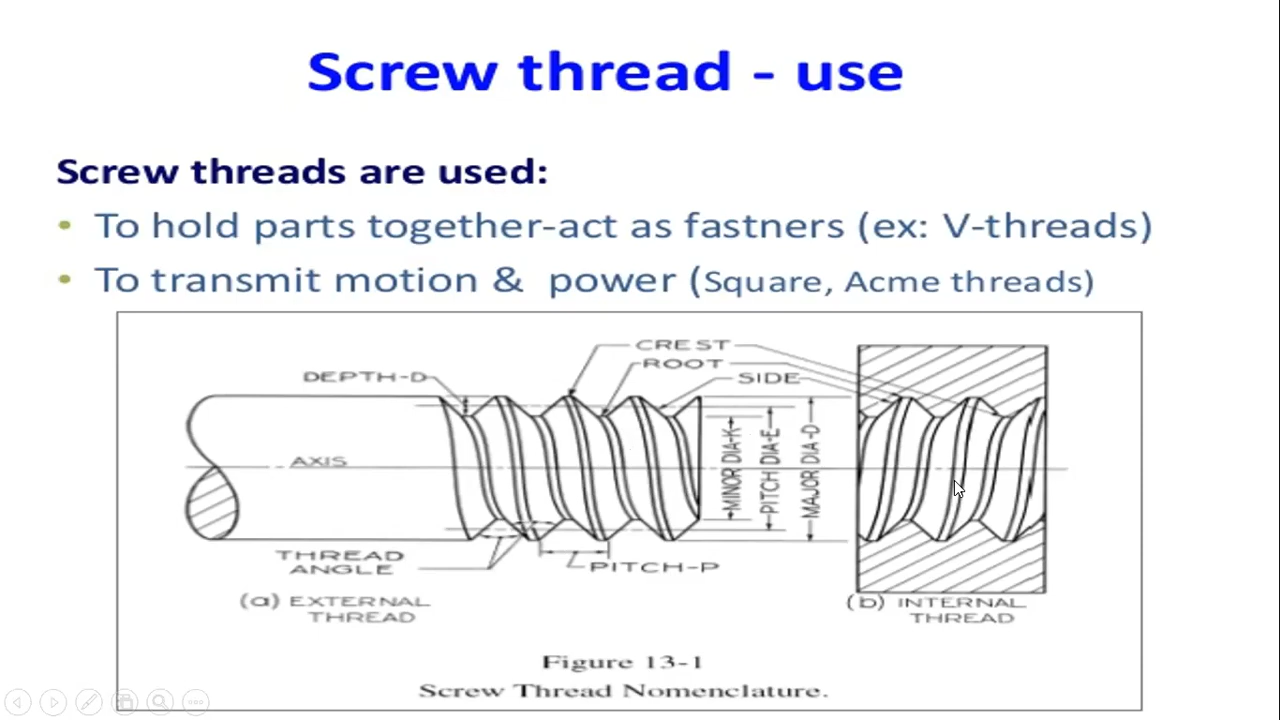 Screw thread - use
Screw threads are used:
• To hold parts together-act as fastners (ex: V-threads)
• To transmit motion & power (Square, Acme threads)
CREST
ROOT
DEPTH-D
SIDE
AXIS
MINOR DIA-K
PITCH DIA-E
MAJOR DIA-D
THREAD
ANGLE
PITCH-P
(a) EXTERNAL
THREAD
(b) INTERNAL
THREAD
Figure 13-1
Screw Thread Nomenclature.